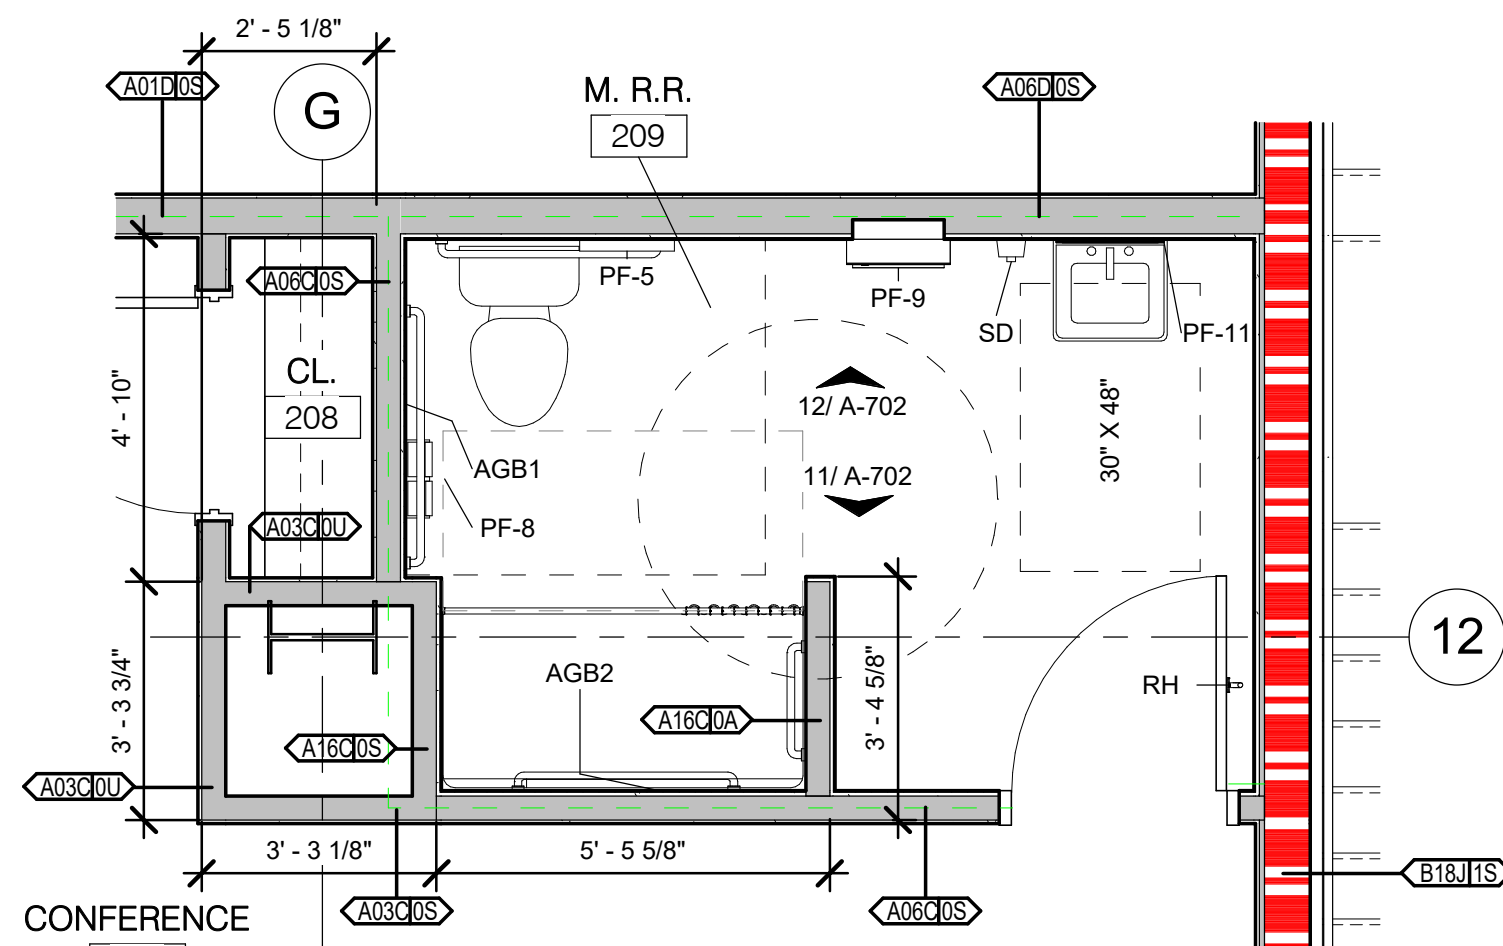 2' - 5 1/8"
A01D 0S
G
M. R.R.
209
A06D 0S
A06C 0S
PF-5
PF-9
SD
PF-11
CL.
208
4' - 10"
12/ A-702
30" X 48"
AGB1
11/ A-702
PF-8
A03C 0U
12
AGB2
RH
3' - 3 3/4"
A16C 0S
A16C 0A
3' - 4 5/8"
A03C 0U
3' - 3 1/8"
5' - 5 5/8"
B18J 1S
A03C 0S
A06C 0S
CONFERENCE